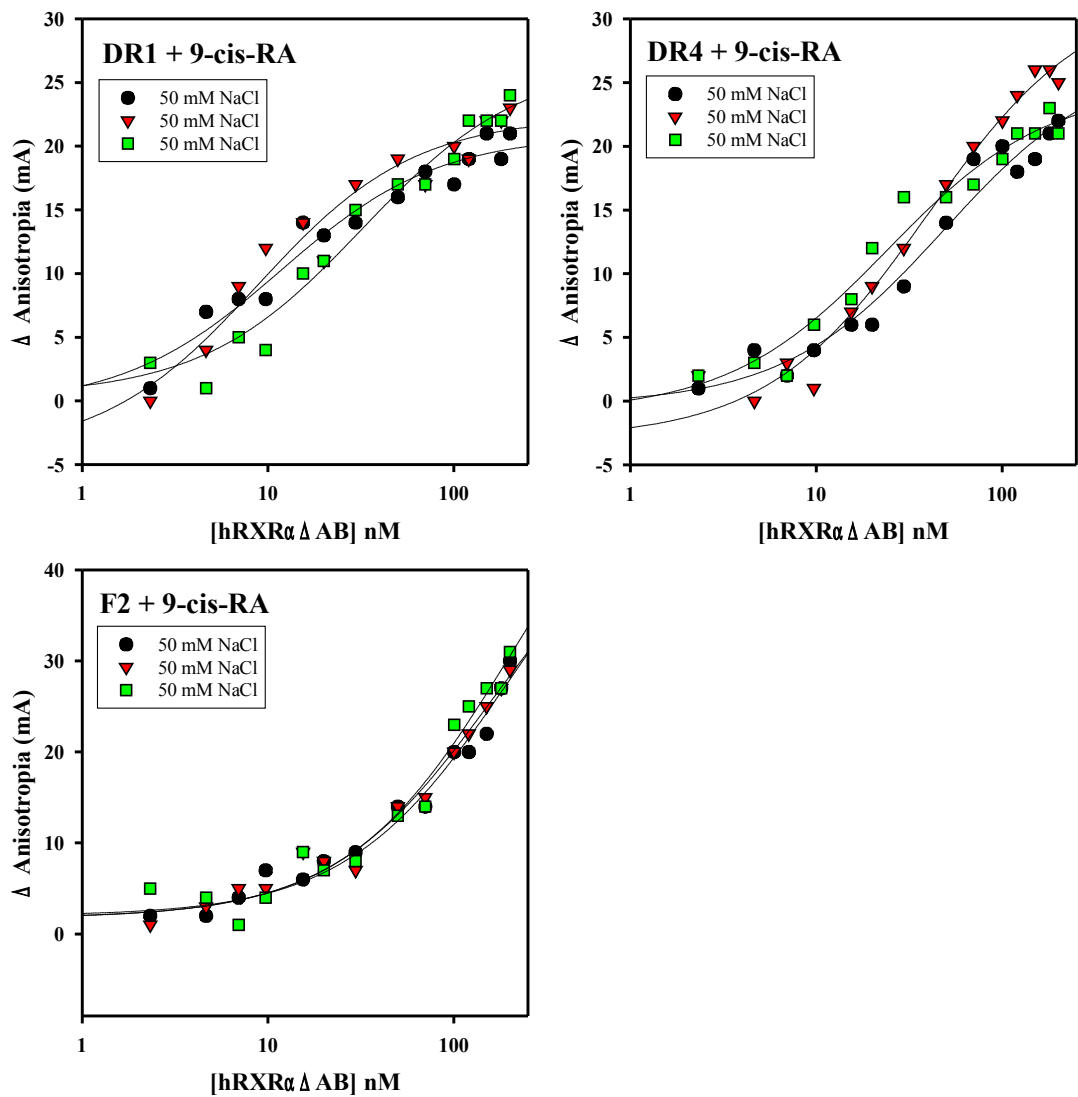 DR1 + 9-cis-RA
50 mM NaCl
50 mM NaCl
50 mM NaCl
Δ Anisotropia (mA)
30
25
20
15
10
5
0
-5
1
10
100
[hRXRα Δ AB] nM
DR4 + 9-cis-RA
50 mM NaCl
50 mM NaCl
50 mM NaCl
Δ Anisotropia (mA)
30
25
20
15
10
5
0
-5
1
10
100
[hRXRα Δ AB] nM
F2 + 9-cis-RA
50 mM NaCl
50 mM NaCl
50 mM NaCl
Δ Anisotropia (mA)
40
30
20
10
0
1
10
100
[hRXRα Δ AB] nM